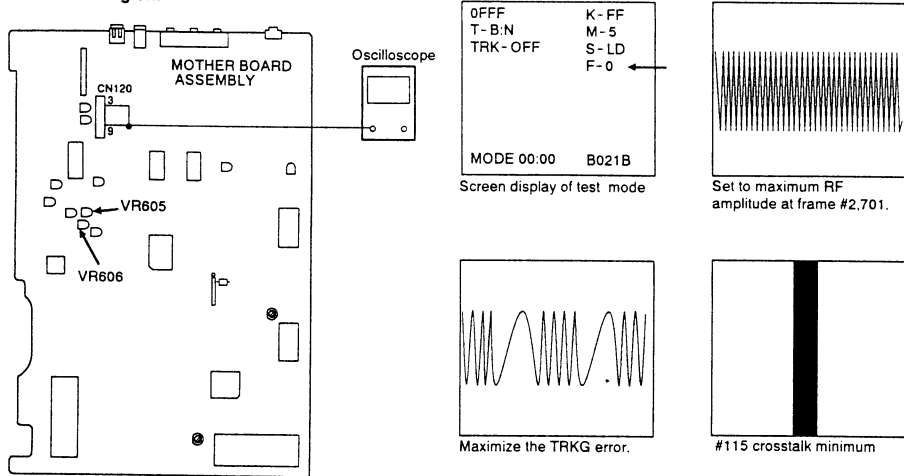 MOTHER BOARD
ASSEMBLY
CN120
3
9
VR605
VR606
Oscilloscope
0FFF K-FF
T-B:N M-5
TRK-OFF S-LD
F-0
MODE 00:00 B021B
Screen display of test mode
Set to maximum RF
amplitude at frame #2,701.
Maximize the TRKG error.
#115 crosstalk minimum